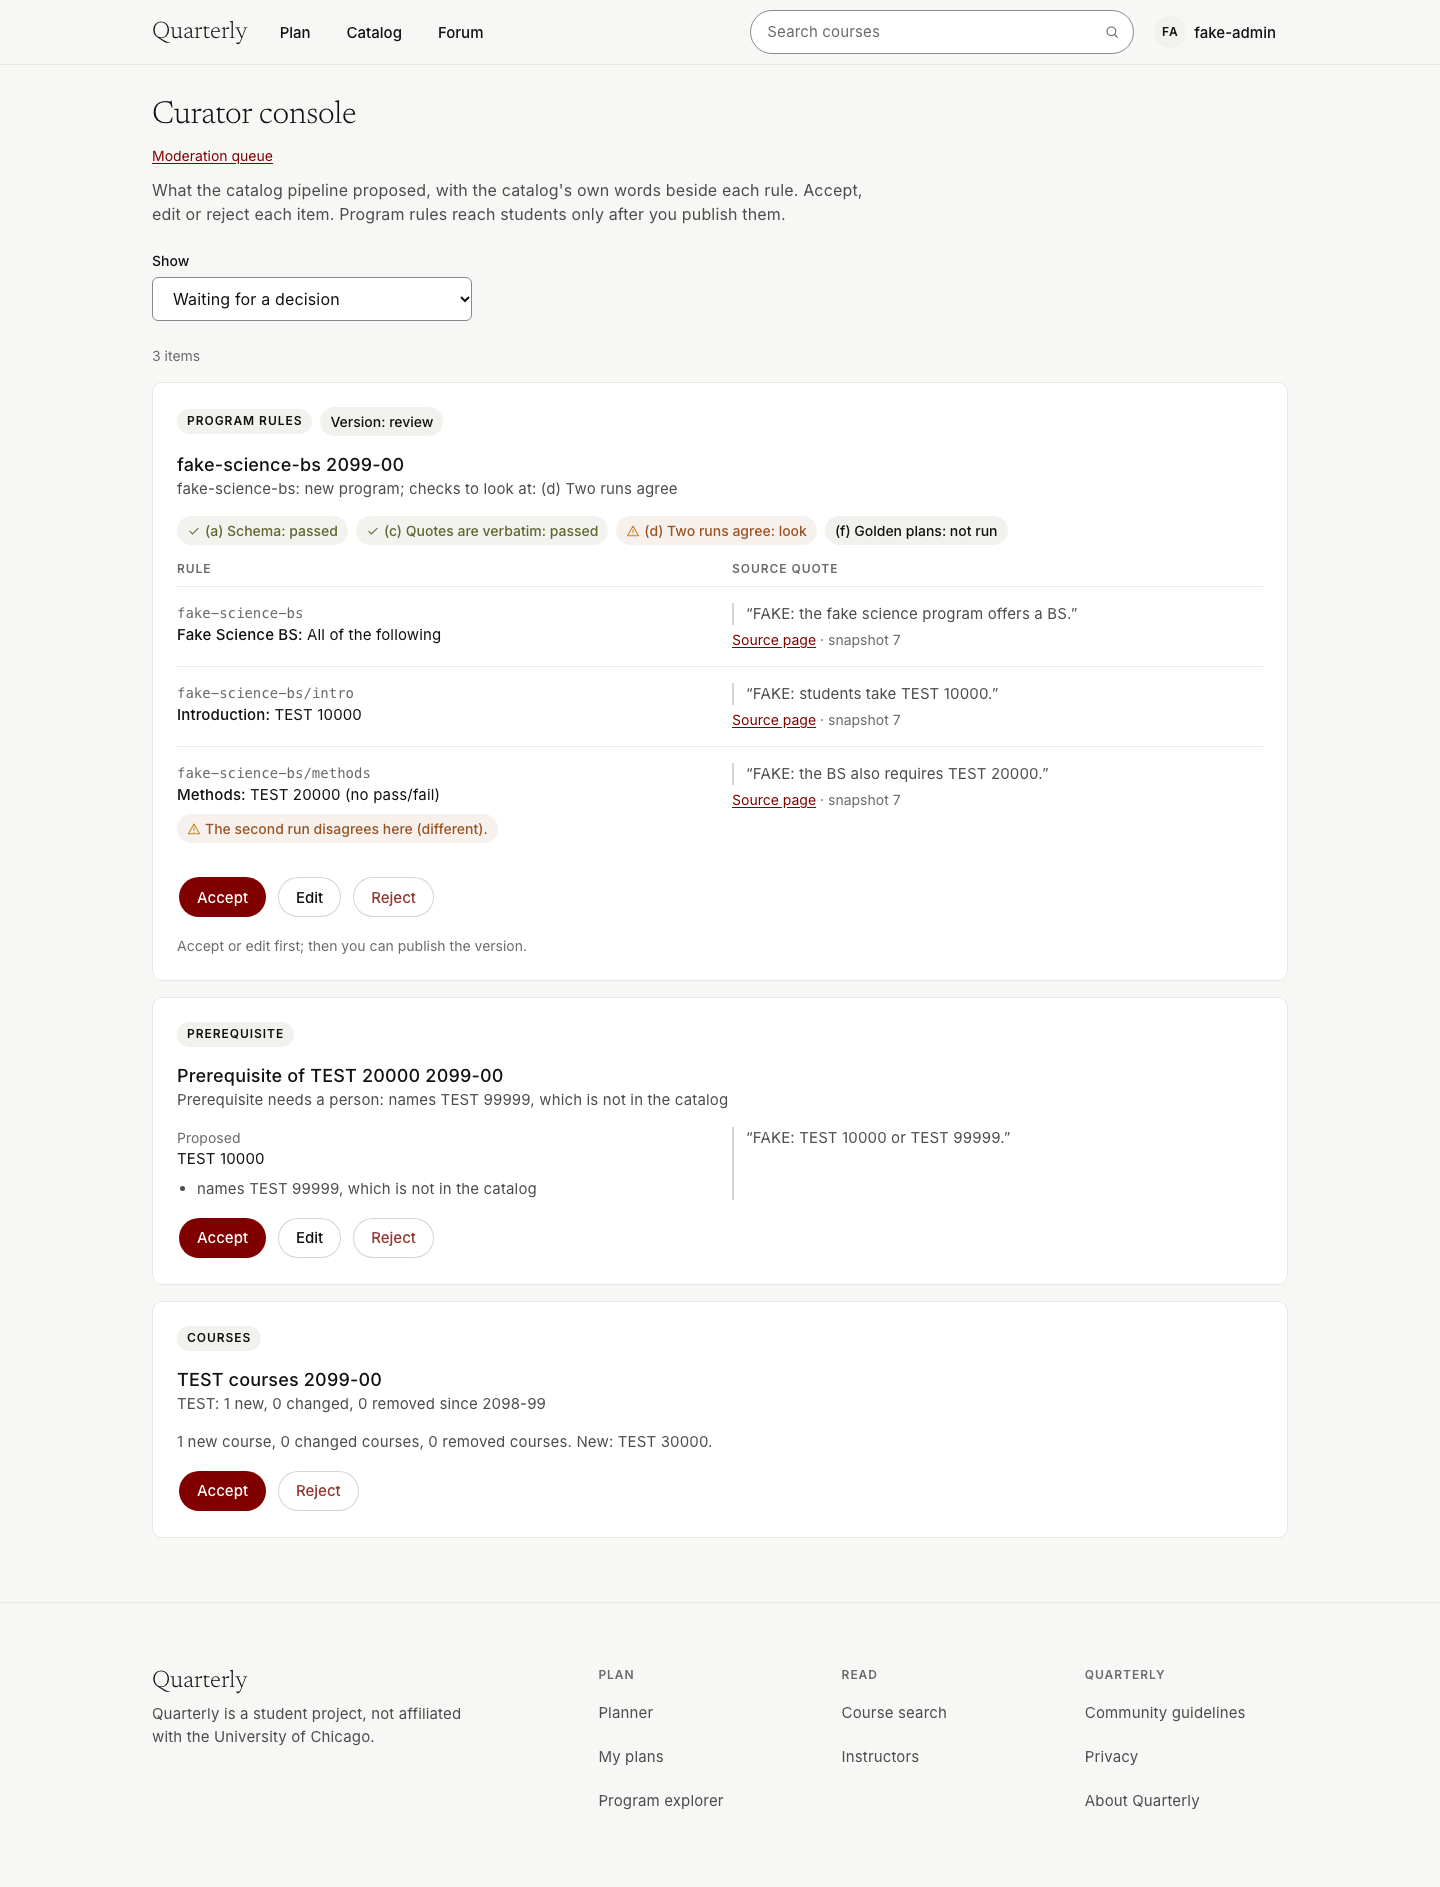 Quarterly
Plan
Catalog
Forum
Search courses
FA
fake-admin
Curator console
Moderation queue
What the catalog pipeline proposed, with the catalog's own words beside each rule. Accept,
edit or reject each item. Program rules reach students only after you publish them.
Show
Waiting for a decision
3 items
PROGRAM RULES
Version: review
fake-science-bs 2099-00
fake-science-bs: new program; checks to look at: (d) Two runs agree
(a) Schema: passed
(c) Quotes are verbatim: passed
(d) Two runs agree: look
(f) Golden plans: not run
RULE
SOURCE QUOTE
fake-science-bs
Fake Science BS: All of the following
“FAKE: the fake science program offers a BS.”
Source page · snapshot 7
fake-science-bs/intro
Introduction: TEST 10000
“FAKE: students take TEST 10000.”
Source page · snapshot 7
fake-science-bs/methods
Methods: TEST 20000 (no pass/fail)
The second run disagrees here (different).
“FAKE: the BS also requires TEST 20000.”
Source page · snapshot 7
Accept
Edit
Reject
Accept or edit first; then you can publish the version.
PREREQUISITE
Prerequisite of TEST 20000 2099-00
Prerequisite needs a person: names TEST 99999, which is not in the catalog
Proposed
TEST 10000
• names TEST 99999, which is not in the catalog
“FAKE: TEST 10000 or TEST 99999.”
Accept
Edit
Reject
COURSES
TEST courses 2099-00
TEST: 1 new, 0 changed, 0 removed since 2098-99
1 new course, 0 changed courses, 0 removed courses. New: TEST 30000.
Accept
Reject
Quarterly
Quarterly is a student project, not affiliated
with the University of Chicago.
PLAN
Planner
My plans
Program explorer
READ
Course search
Instructors
QUARTERLY
Community guidelines
Privacy
About Quarterly